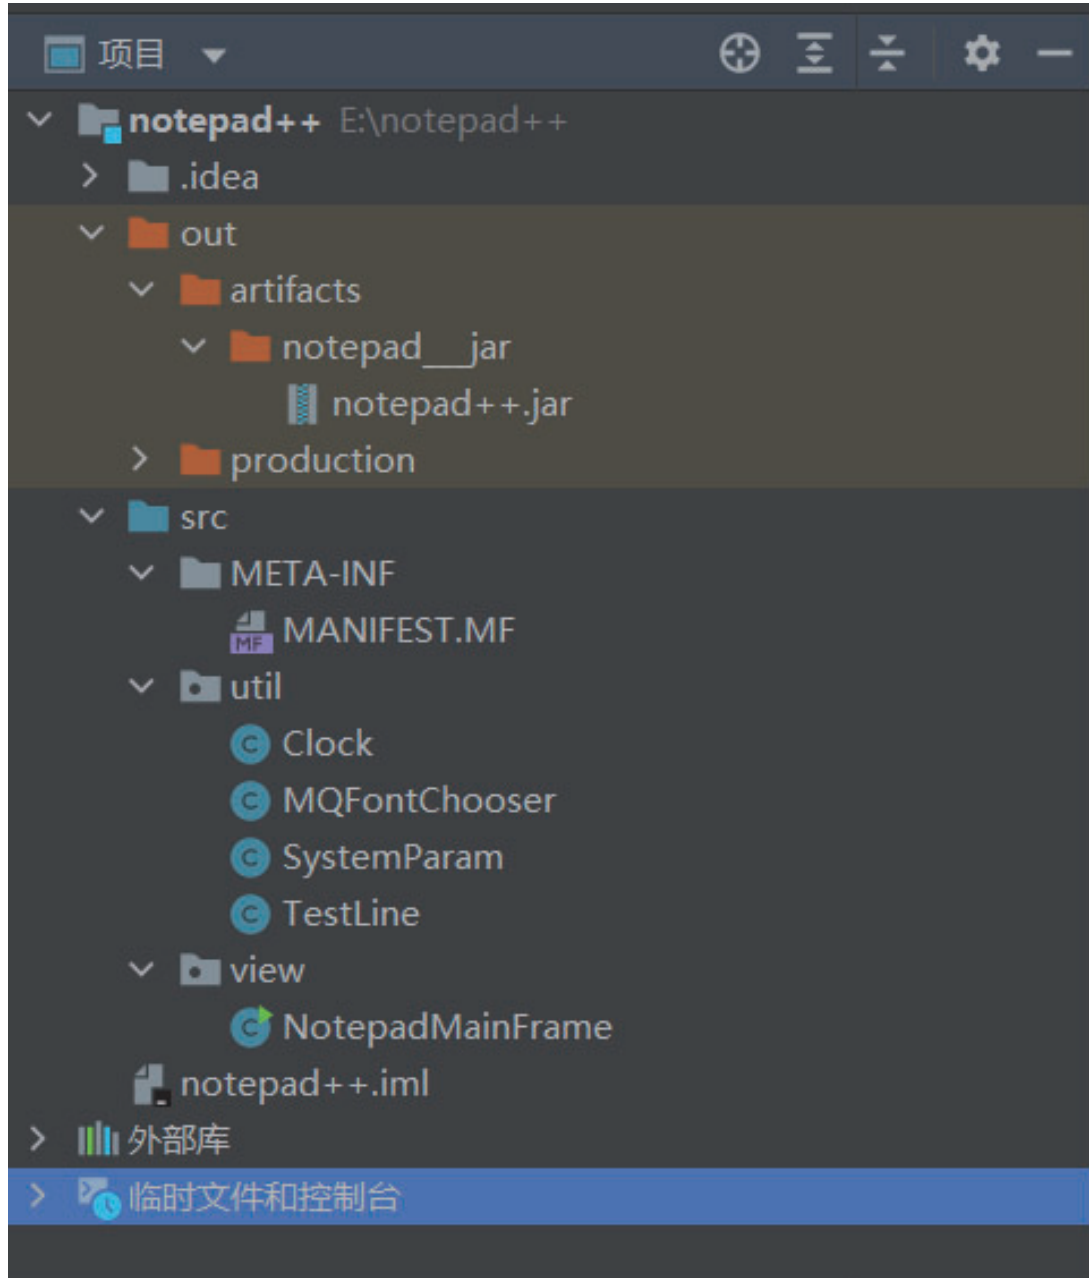 项目
notepad++ E:\notepad++
.idea
out
artifacts
notepad___jar
notepad++.jar
production
src
META-INF
MF MANIFEST.MF
util
C Clock
C MQFontChooser
C SystemParam
C TestLine
view
C NotepadMainFrame
notepad++.iml
外部库
临时文件和控制台